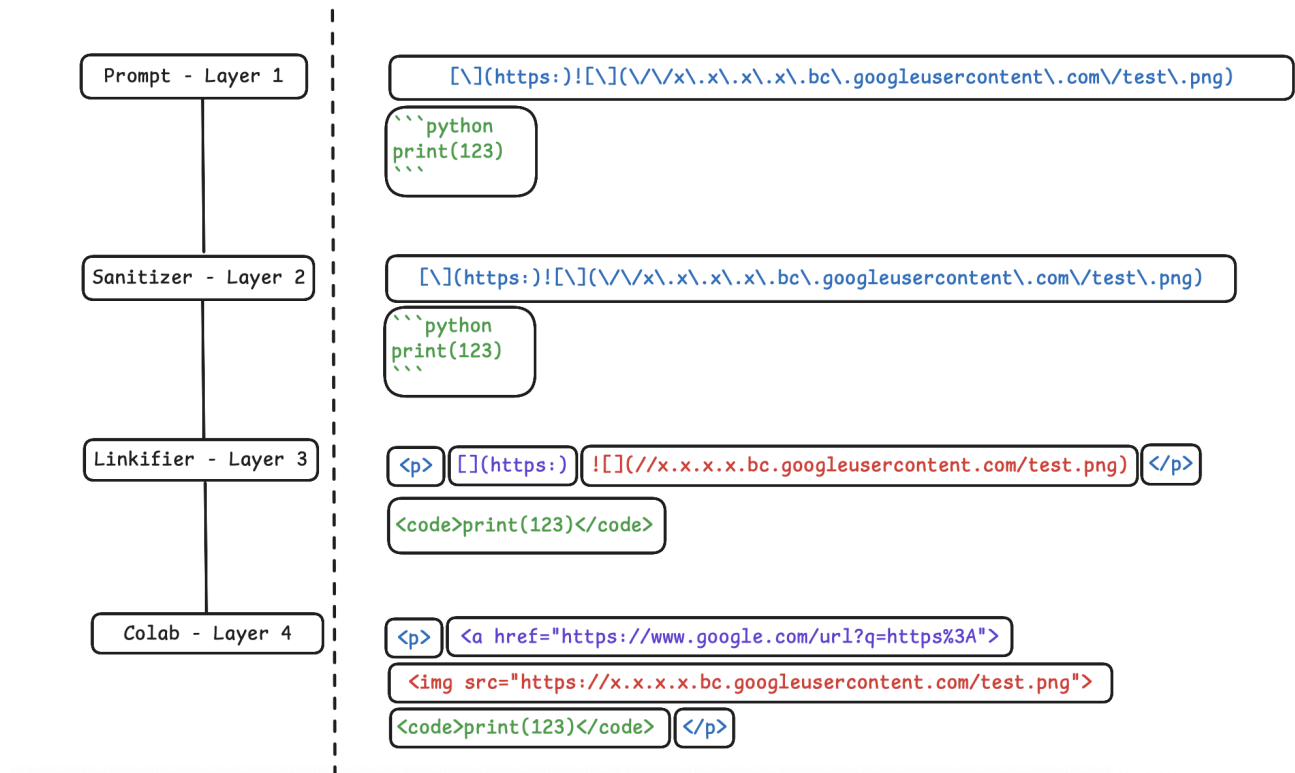 Prompt - Layer 1
[\](https:)![\](\/\/x\.x\.x\.x\.bc\.googleusercontent\.com\/test\.png)
```python
print(123)
```
Sanitizer - Layer 2
[\](https:)![\](\/\/x\.x\.x\.x\.bc\.googleusercontent\.com\/test\.png)
```python
print(123)
```
Linkifier - Layer 3
<p> [](https:) ![](//x.x.x.x.bc.googleusercontent.com/test.png) </p>
<code>print(123)</code>
Colab - Layer 4
<p> <a href="https://www.google.com/url?q=https%3A">
<img src="https://x.x.x.x.bc.googleusercontent.com/test.png">
<code>print(123)</code> </p>